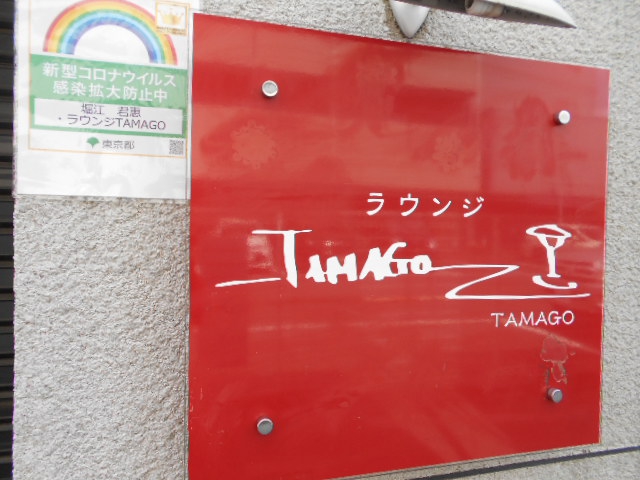 新型コロナウイルス
感染拡大防止中
堀江 君恵
・ラウンジTAMAGO
東京都
ラウンジ
TAMAGO
TAMAGO